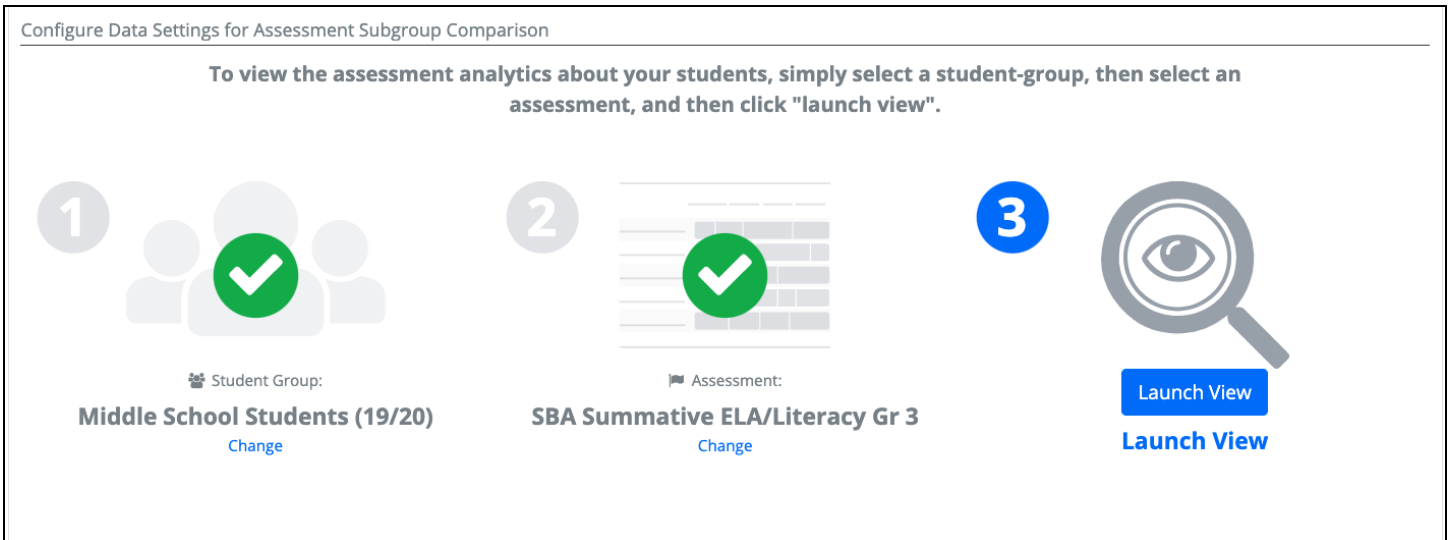 Configure Data Settings for Assessment Subgroup Comparison
To view the assessment analytics about your students, simply select a student-group, then select an
assessment, and then click "launch view".
1
2
3
Student Group:
Middle School Students (19/20)
Change
Assessment:
SBA Summative ELA/Literacy Gr 3
Change
Launch View
Launch View